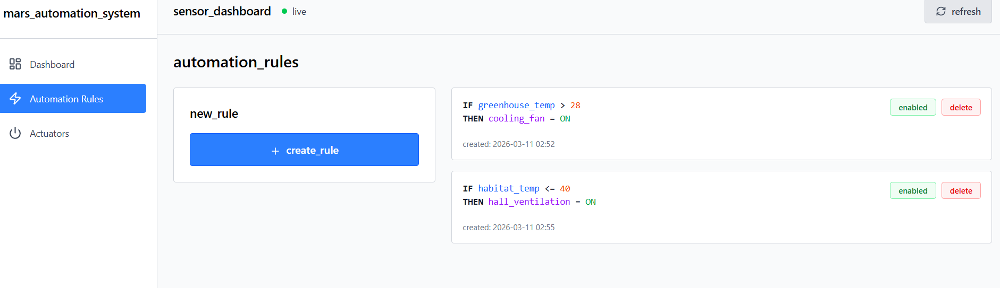 mars_automation_system
Dashboard
Automation Rules
Actuators
sensor_dashboard live
refresh
automation_rules
new_rule
+ create_rule
IF greenhouse_temp > 28
THEN cooling_fan = ON
created: 2026-03-11 02:52
enabled delete
IF habitat_temp <= 40
THEN hall_ventilation = ON
created: 2026-03-11 02:55
enabled delete